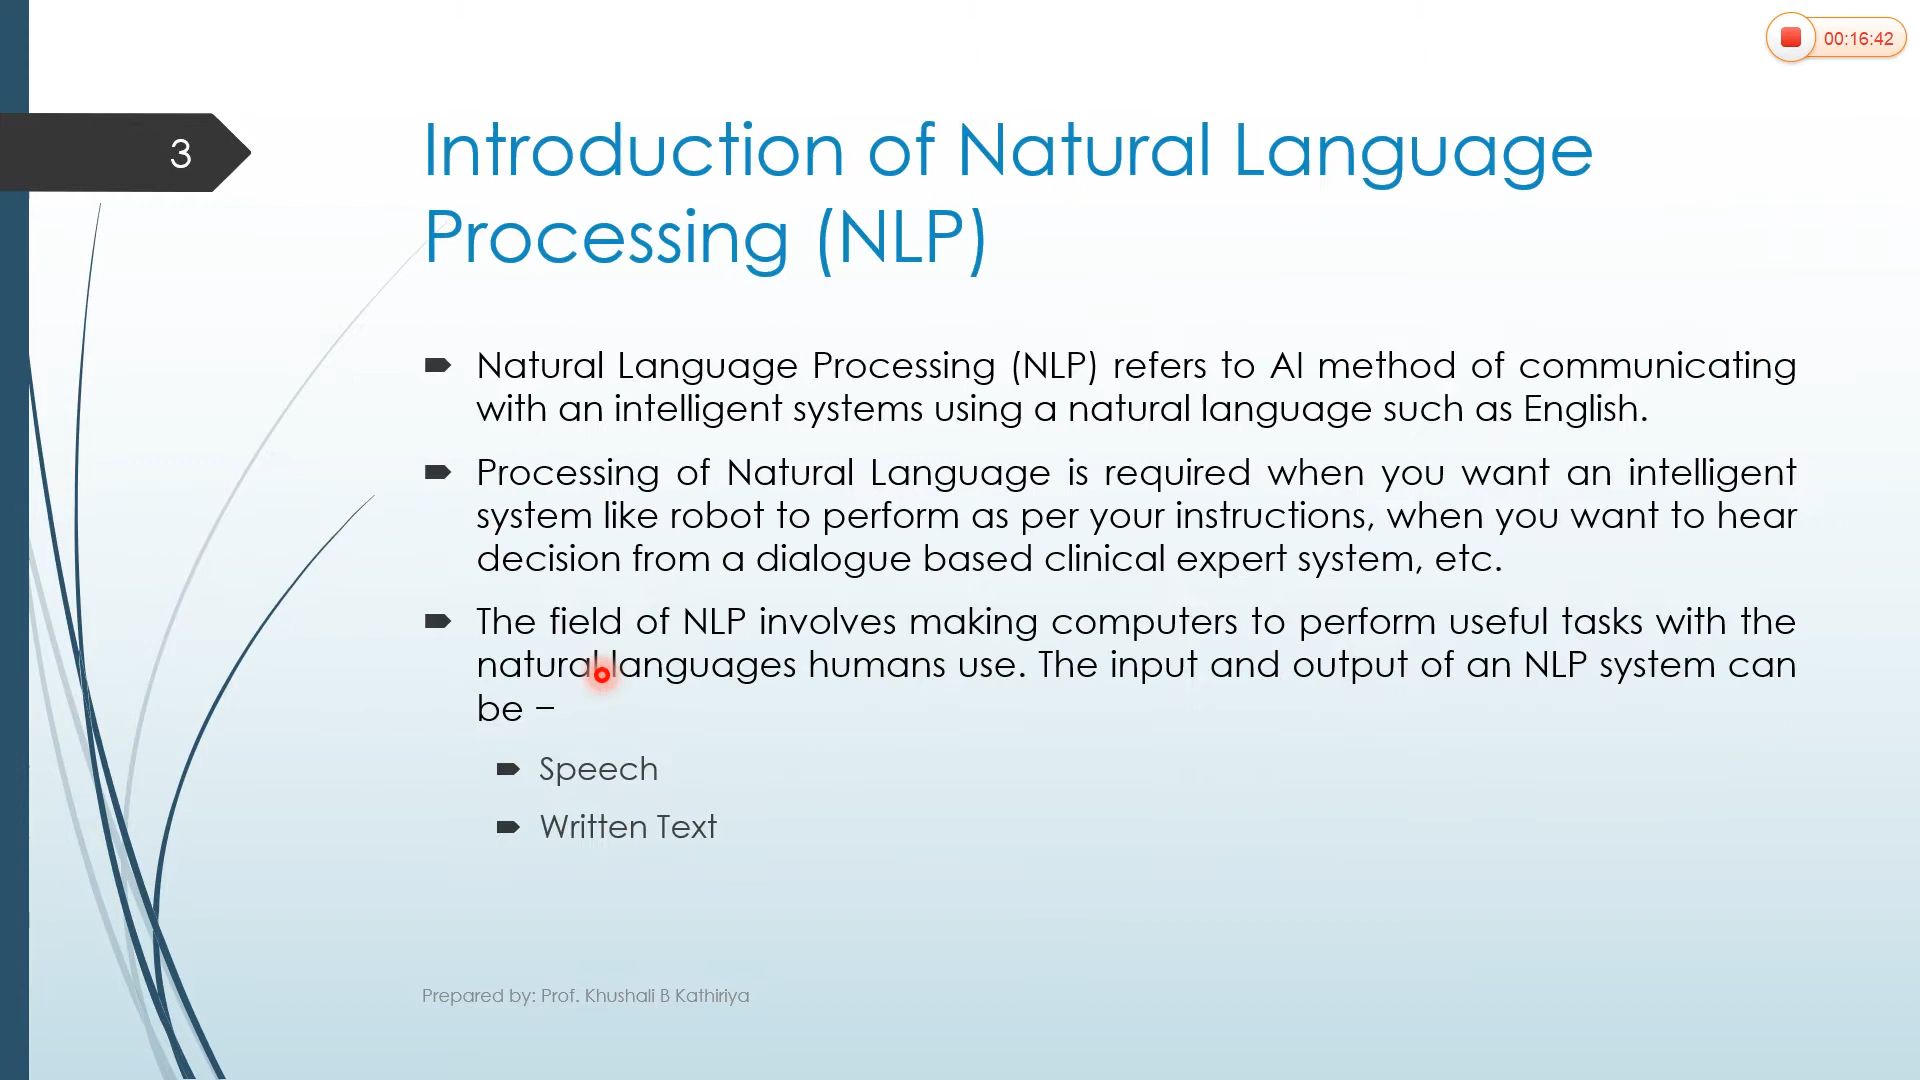 00:16:42
3
Introduction of Natural Language
Processing (NLP)
Natural Language Processing (NLP) refers to AI method of communicating
with an intelligent systems using a natural language such as English.
Processing of Natural Language is required when you want an intelligent
system like robot to perform as per your instructions, when you want to hear
decision from a dialogue based clinical expert system, etc.
The field of NLP involves making computers to perform useful tasks with the
natural languages humans use. The input and output of an NLP system can
be –
Speech
Written Text
Prepared by: Prof. Khushali B Kathiriya